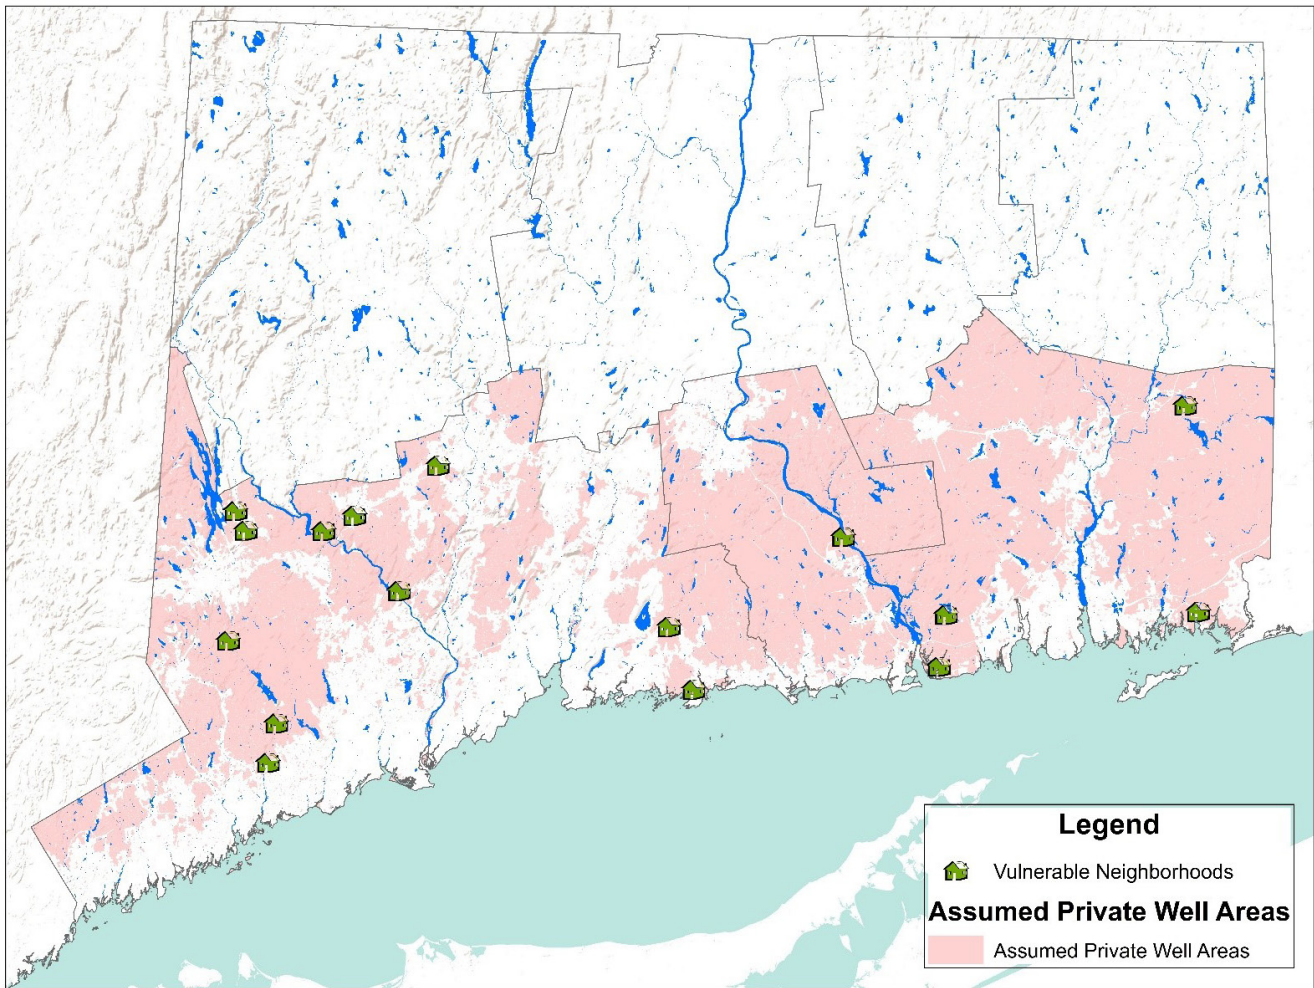 Legend
Vulnerable Neighborhoods
Assumed Private Well Areas
Assumed Private Well Areas